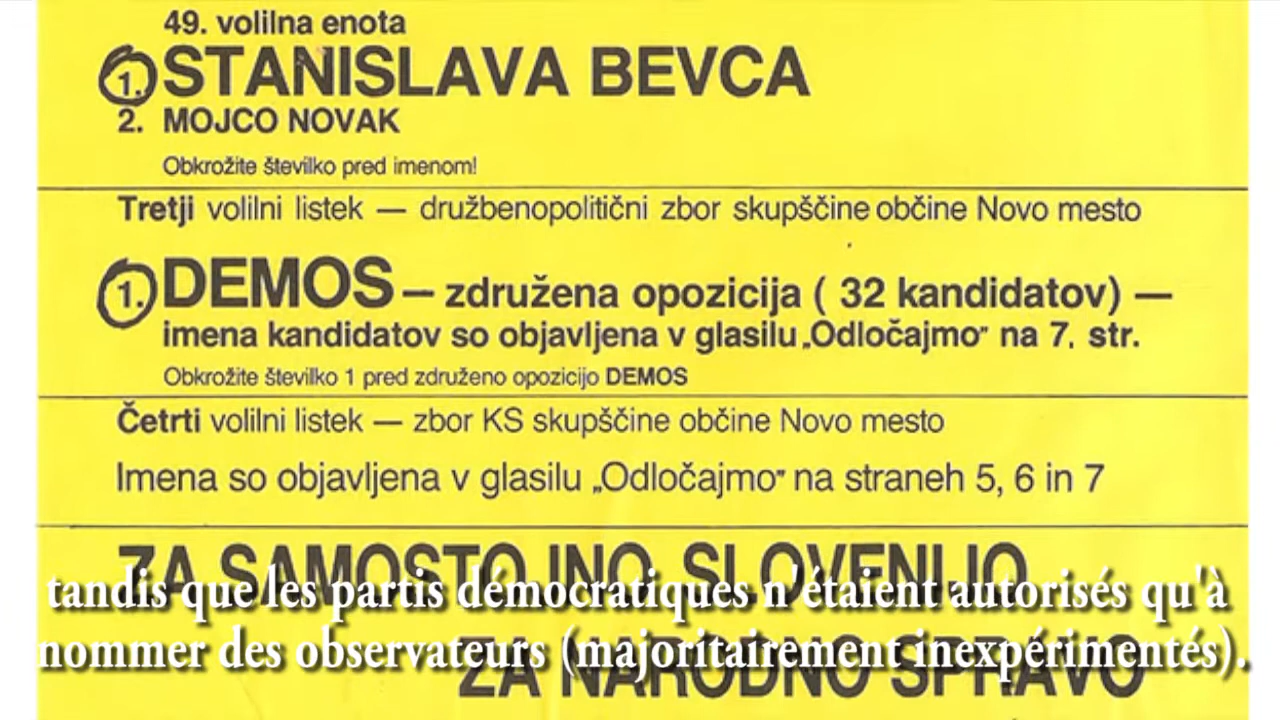 49. volilna enota
1. STANISLAVA BEVCA
2. MOJCO NOVAK
Obkrožite številko pred imenom!
Tretji volilni listek — družbenopolitični zbor skupščine občine Novo mesto
1. DEMOS — združena opozicija ( 32 kandidatov) —
imena kandidatov so objavljena v glasilu „Odločajmo" na 7. str.
Obkrožite številko 1 pred združeno opozicijo DEMOS
Četrti volilni listek — zbor KS skupščine občine Novo mesto
Imena so objavljena v glasilu „Odločajmo" na straneh 5, 6 in 7
ZA SAMOSTOJNO SLOVENIJO
tandis que les partis démocratiques n'étaient autorisés qu'à
nommer des observateurs (majoritairement inexpérimentés).
ZA NARODNO SPRAVO